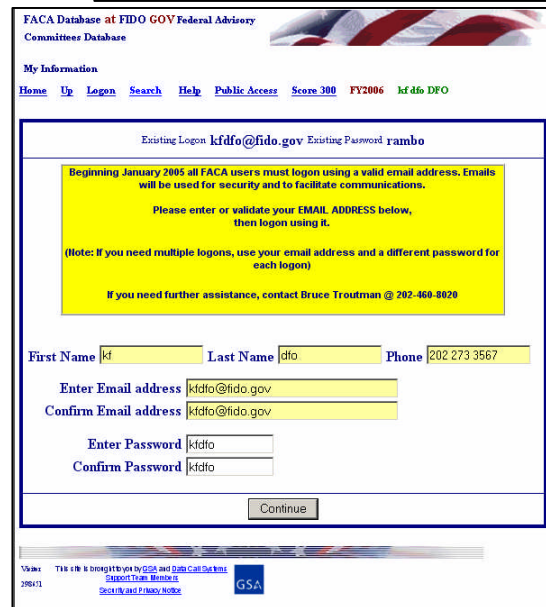 FACA Database at FIDO GOV Federal Advisory
Committees Database
My Information
Home Up Logon Search Help Public Access Score 300 FY2006 kf dfo DFO
Existing Logon kfdfo@fido.gov Existing Password rambo
Beginning January 2005 all FACA users must logon using a valid email address. Emails
will be used for security and to facilitate communications.
Please enter or validate your EMAIL ADDRESS below,
then logon using it.
(Note: If you need multiple logons, use your email address and a different password for
each logon)
If you need further assistance, contact Bruce Troutman @ 202-460-8020
First Name kf Last Name dfo Phone 202 273 3567
Enter Email address kfdfo@fido.gov
Confirm Email address kfdfo@fido.gov
Enter Password kfdfo
Confirm Password kfdfo
Continue
Visitor This site is brought to you by GSA and Data Call Systems
298651 Support Team Members
Security and Privacy Notice
GSA